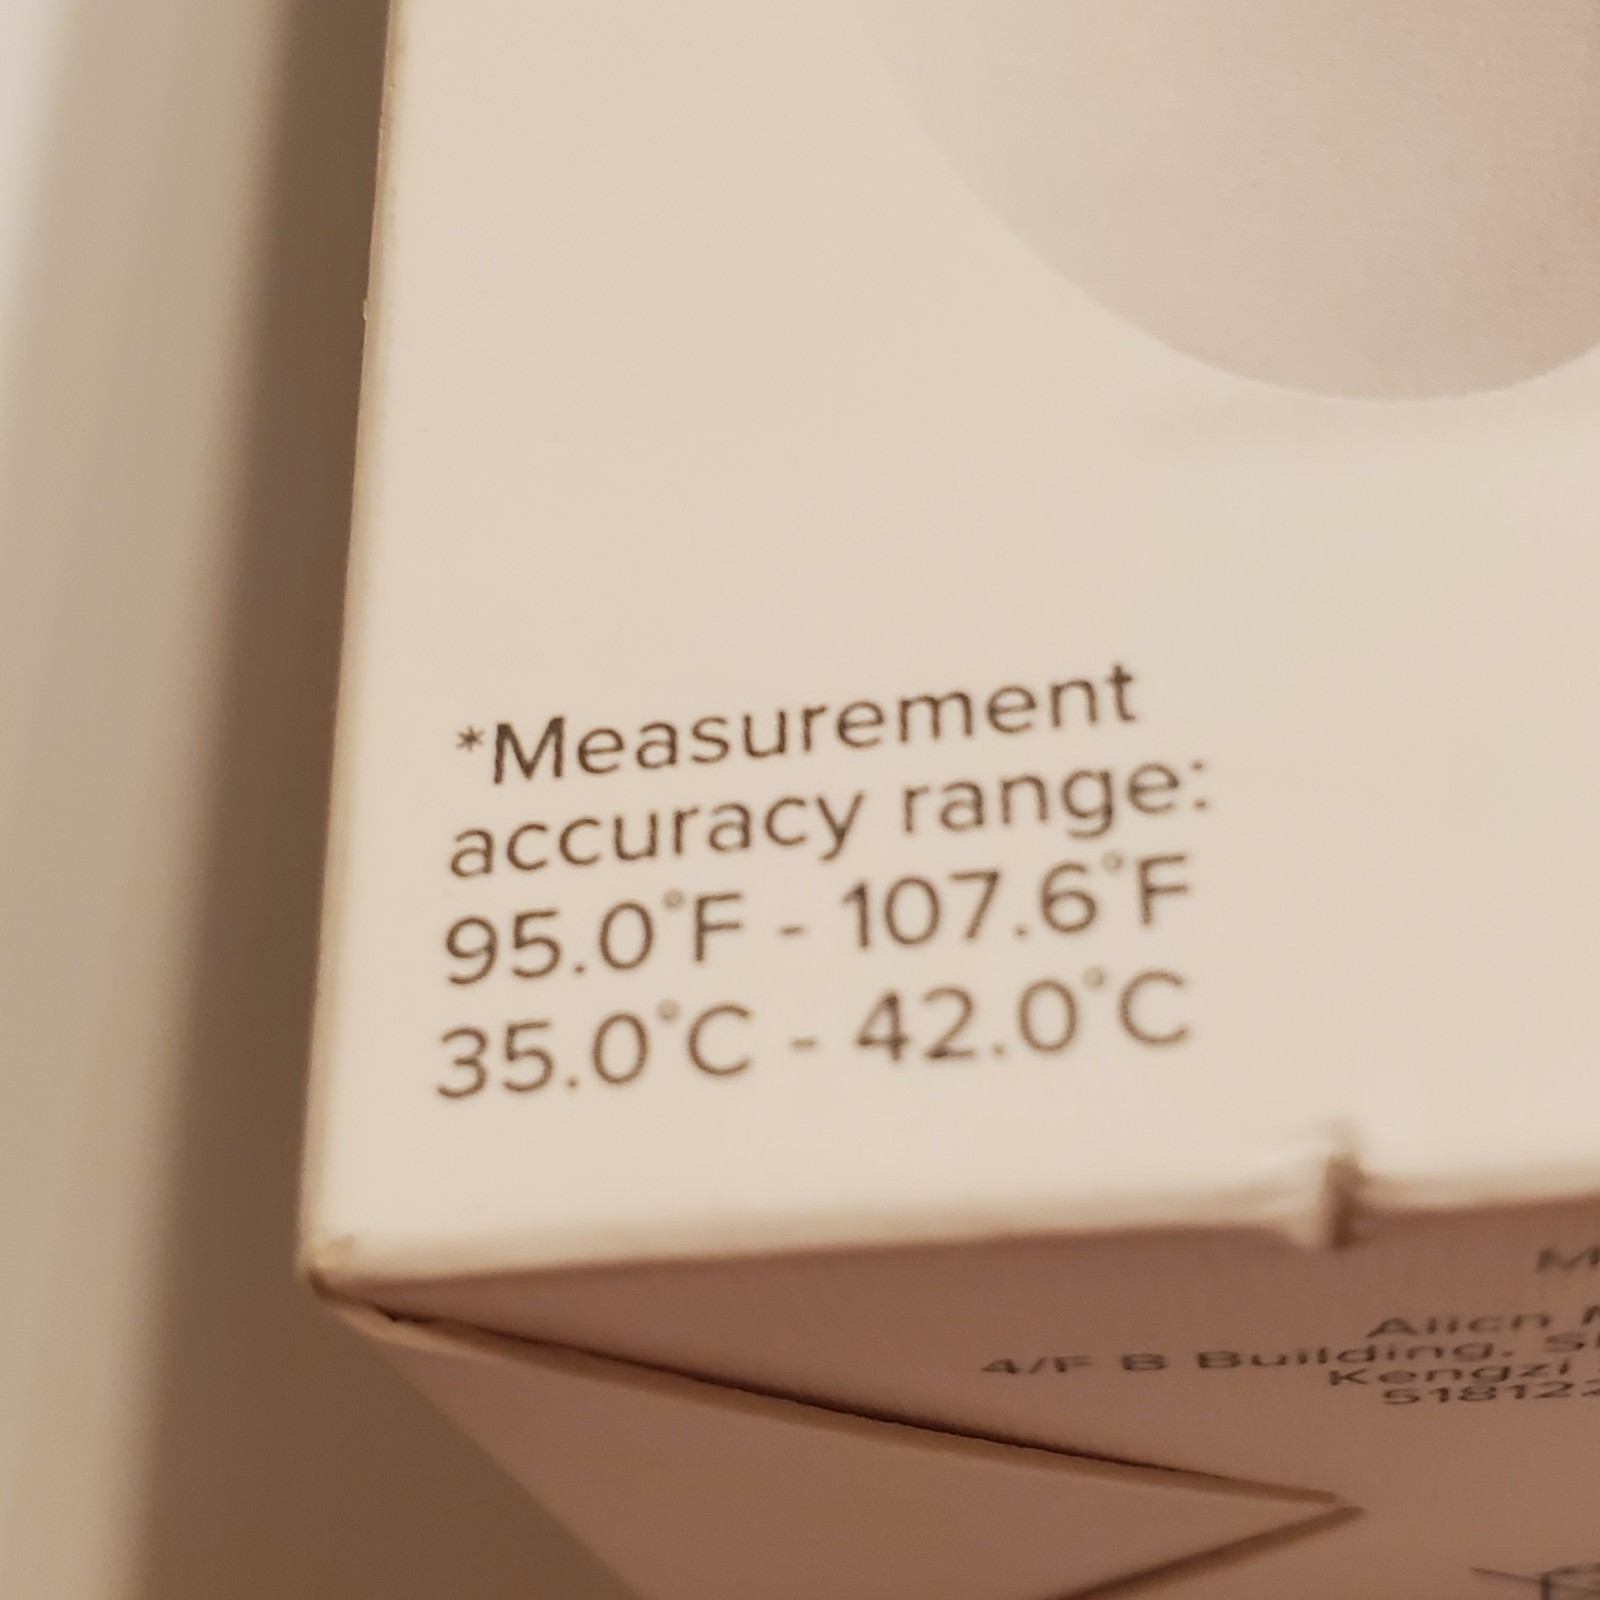 *Measurement
accuracy range:
95.0°F - 107.6°F
35.0°C - 42.0°C
4/F B Building,
Kengzi